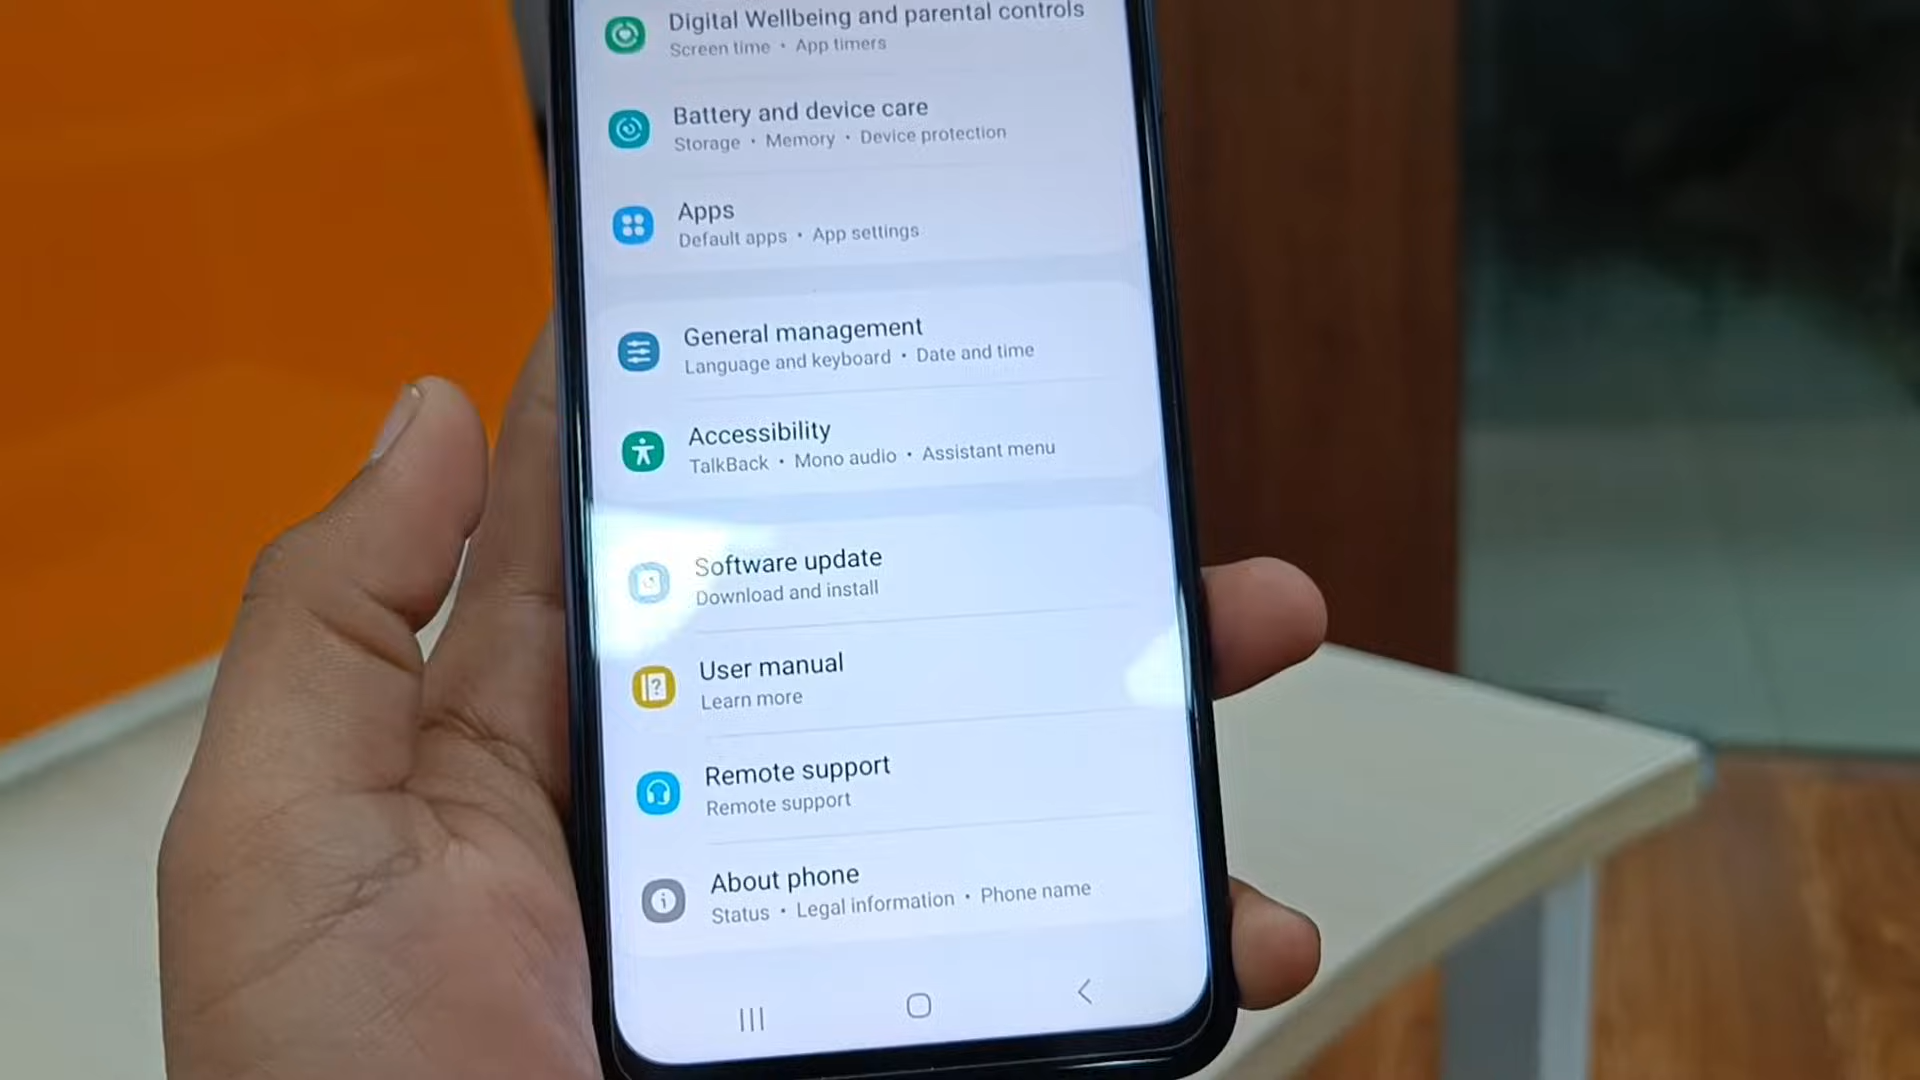 Digital Wellbeing and parental controls
Screen time • App timers
Battery and device care
Storage • Memory • Device protection
Apps
Default apps • App settings
General management
Language and keyboard • Date and time
Accessibility
TalkBack • Mono audio • Assistant menu
Software update
Download and install
User manual
Learn more
Remote support
Remote support
About phone
Status • Legal information • Phone name